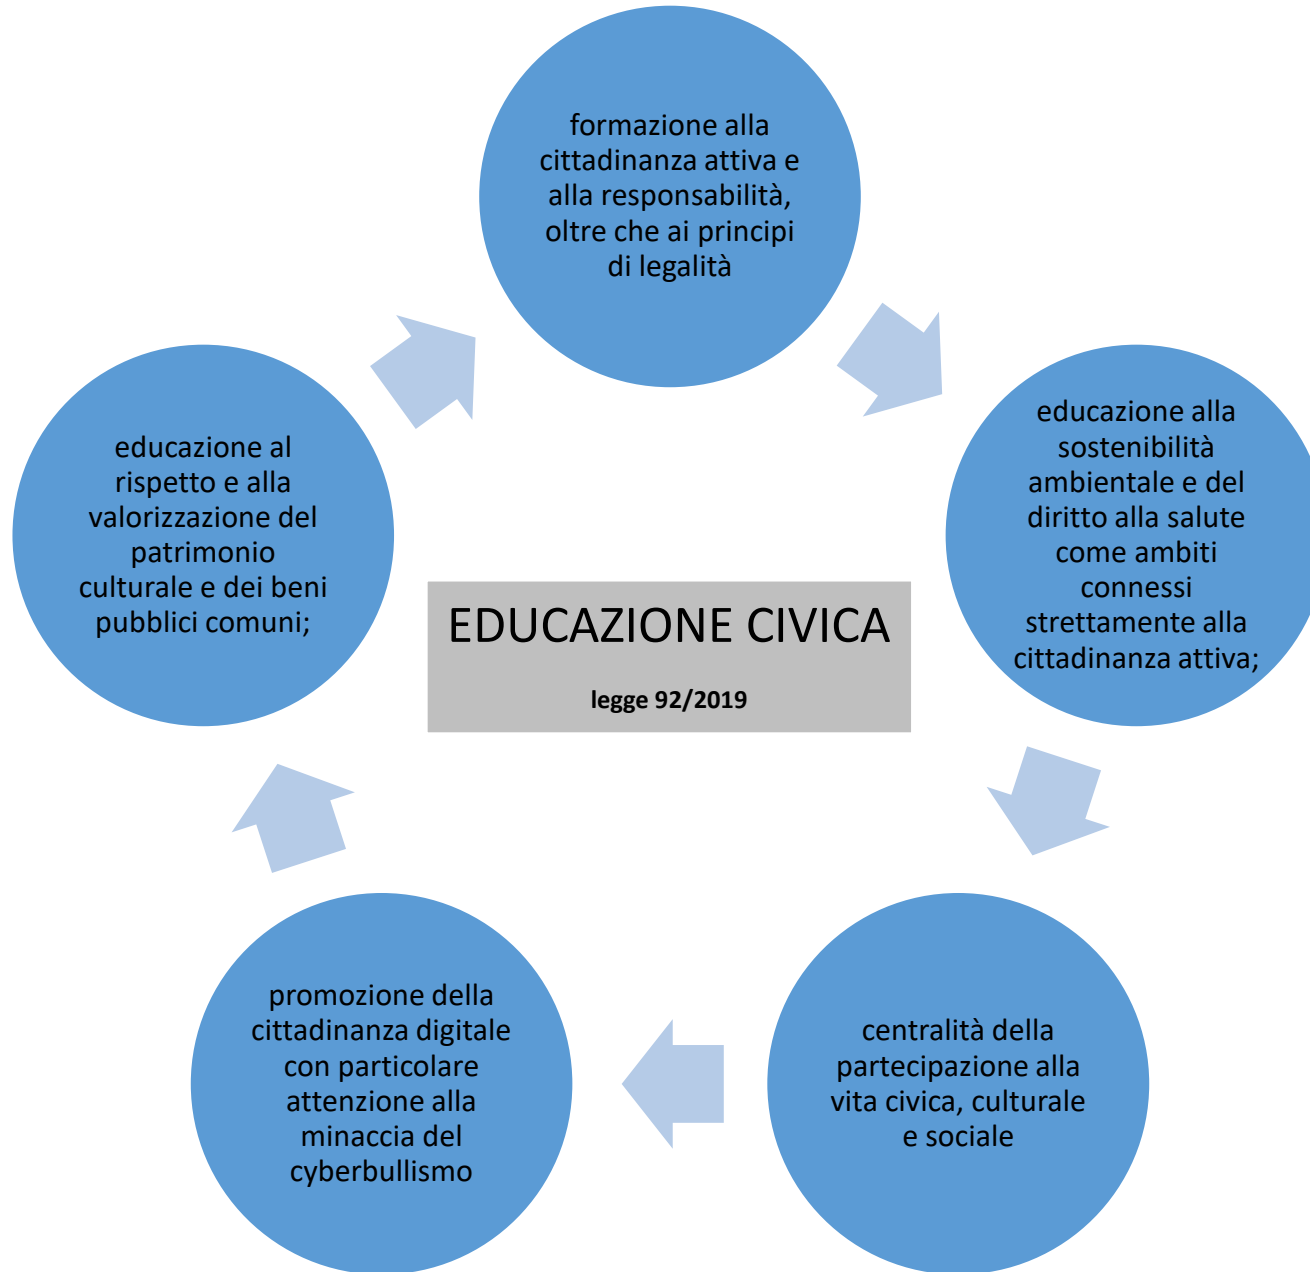 formazione alla
cittadinanza attiva e
alla responsabilità,
oltre che ai principi
di legalità
educazione alla
sostenibilità
ambientale e del
diritto alla salute
come ambiti
connessi
strettamente alla
cittadinanza attiva;
centralità della
partecipazione alla
vita civica, culturale
e sociale
promozione della
cittadinanza digitale
con particolare
attenzione alla
minaccia del
cyberbullismo
educazione al
rispetto e alla
valorizzazione del
patrimonio
culturale e dei beni
pubblici comuni;
EDUCAZIONE CIVICA
legge 92/2019